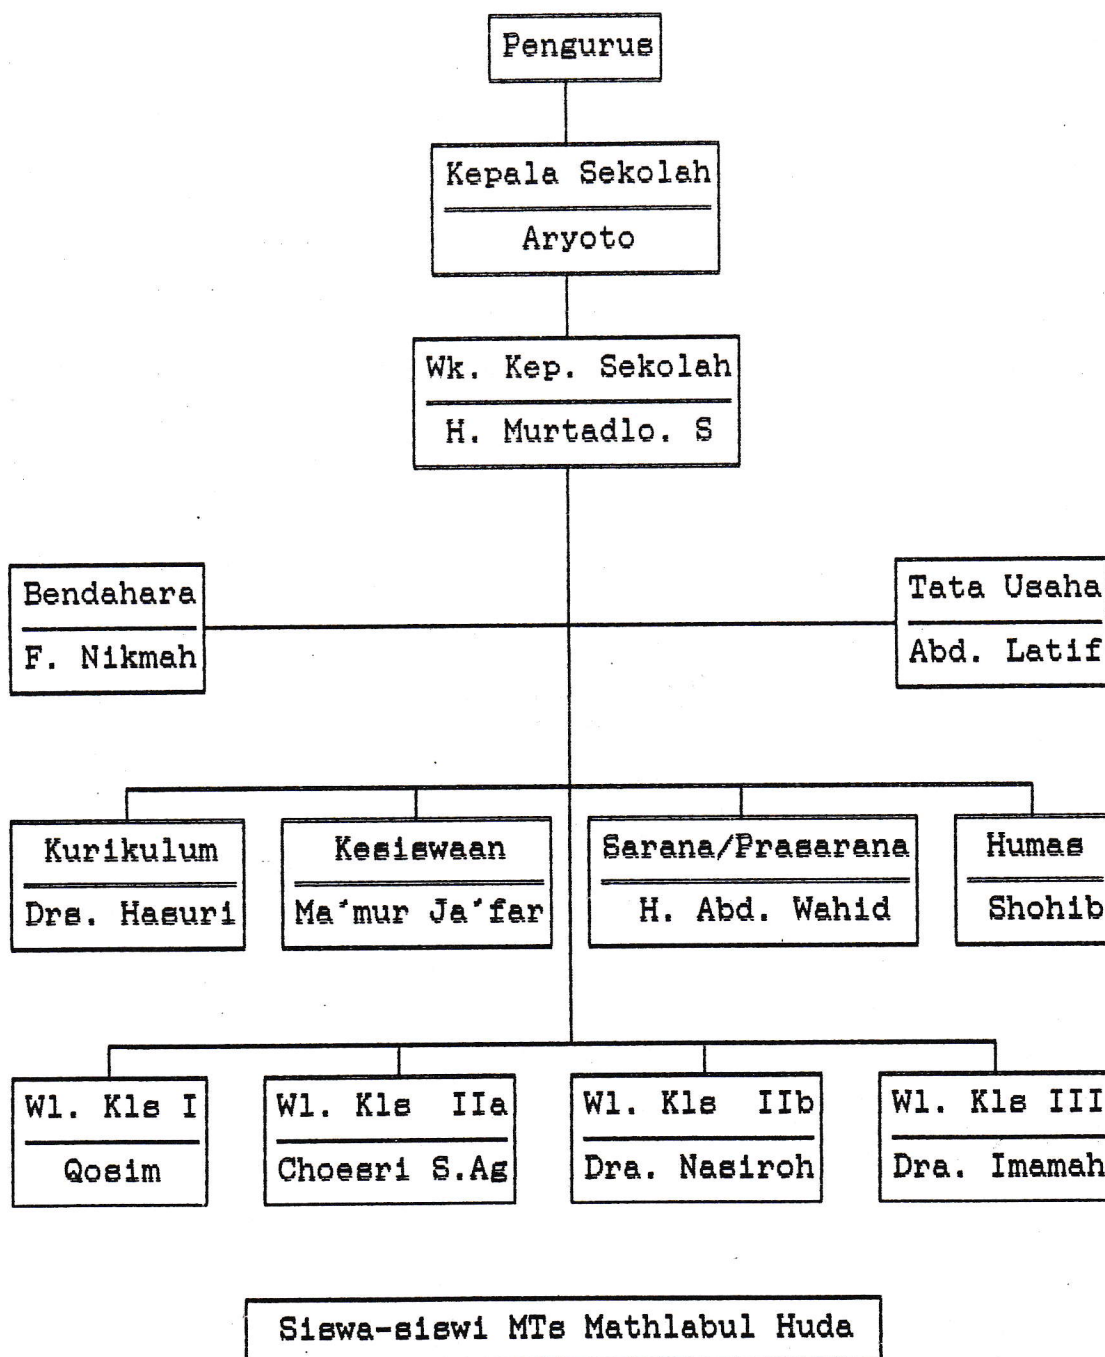 Pengurus
Kepala Sekolah
Aryoto
Wk. Kep. Sekolah
H. Murtadlo. S
Bendahara
F. Nikmah
Tata Usaha
Abd. Latif
Kurikulum
Drs. Hasuri
Kesiswaan
Ma'mur Ja'far
Sarana/Prasarana
H. Abd. Wahid
Humas
Shohib
Wl. Kls I
Qosim
Wl. Kls IIa
Choesri S.Ag
Wl. Kls IIb
Dra. Nasiroh
Wl. Kls III
Dra. Imamah
Siswa-siswi MTs Mathlabul Huda